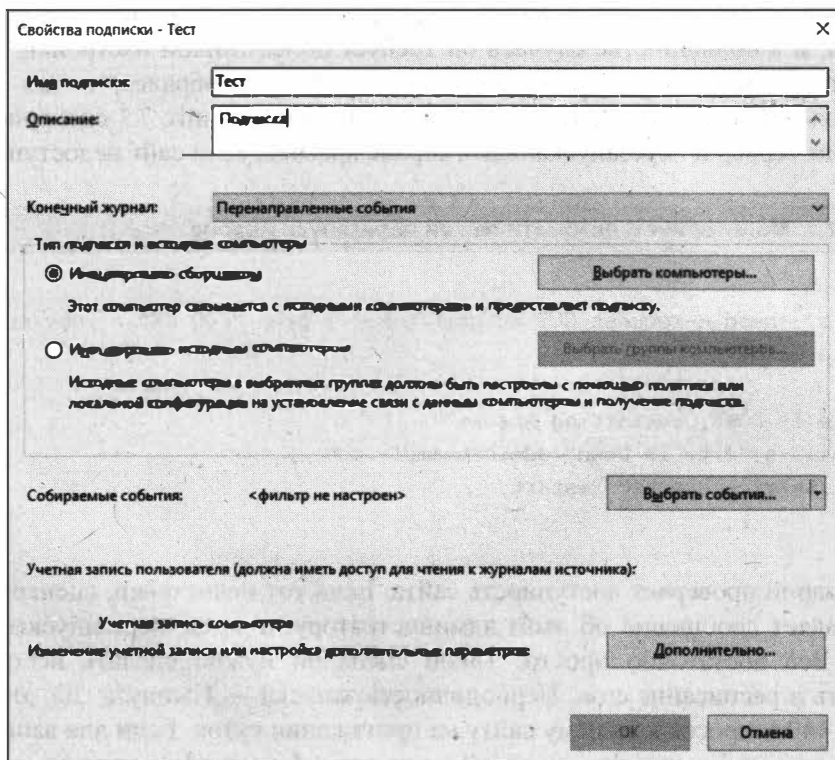 Свойства подписки - Тест
Имя подписки: Тест
Описание: Подписка
Конечный журнал: Перенаправленные события
Тип подписки и исходные компьютеры
Инициировано сборщиком Выбрать компьютеры...
Этот компьютер связывается с исходными компьютерами и предоставляет подписку.
Инициировано исходным компьютером Выбрать группы компьютеров...
Исходные компьютеры в выбранных группах должны быть настроены с помощью политики или
локальной конфигурации на установление связи с данным компьютером и получение подписки.
Собираемые события: <фильтр не настроен> Выбрать события...
Учетная запись пользователя (должна иметь доступ для чтения к журналам источника):
Учетная запись компьютера
Изменение учетной записи или настройка дополнительных параметров Дополнительно...
ОК Отмена